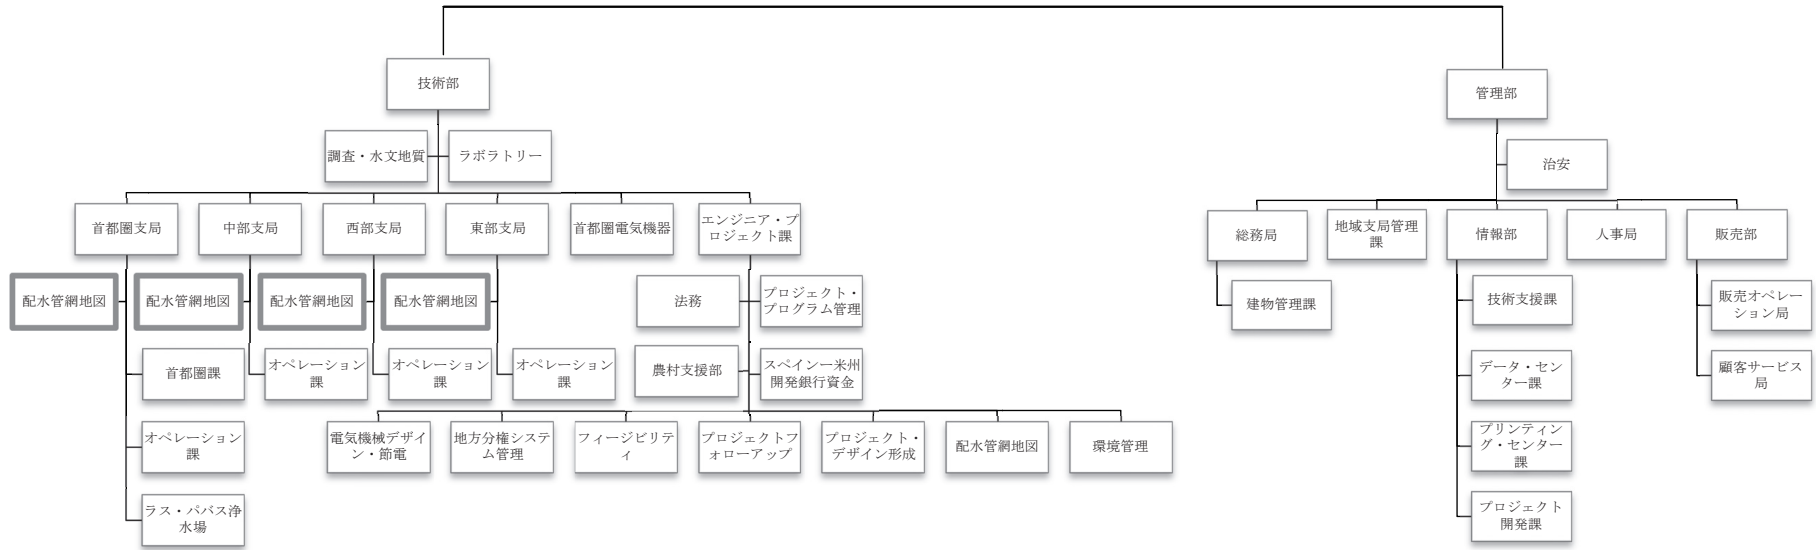 技術部
管理部
調査・水文地質
ラボラトリー
治安
首都圏支局
中部支局
西部支局
東部支局
首都圏電気機器
エンジニア・プ
ロジェクト課
総務局
地域支局管理
課
情報部
人事局
販売部
配水管網地図
配水管網地図
配水管網地図
配水管網地図
法務
プロジェクト・
プログラム管理
建物管理課
技術支援課
販売オペレー
ション局
首都圏課
オペレーション
課
オペレーション
課
オペレーション
課
農村支援部
スペインー米州
開発銀行資金
データ・セン
ター課
顧客サービス
局
オペレーション
課
電気機械デザイ
ン・節電
地方分権システ
ム管理
フィージビリテ
ィ
プロジェクトフ
ォローアップ
プロジェクト・
デザイン形成
配水管網地図
環境管理
プリンティン
グ・センター
課
ラス・パバス浄
水場
プロジェクト
開発課